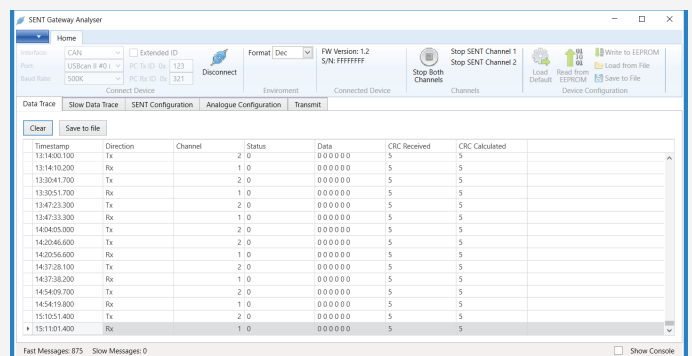 SENT Gateway Analyser
Home
Interface: CAN Extended ID Format Dec FW Version: 1.2 Stop SENT Channel 1 Write to EEPROM
Port: USBcan II #0 ( PC Tx ID 0x 123 S/N: FFFFFFFF Stop SENT Channel 2 Load from File
Baud Rate: 500K PC Rx ID 0x 321 Disconnect Stop Both Channels Load Default Read from EEPROM Save to File
Connect Device Enviroment Connected Device Channels Device Configuration
Data Trace Slow Data Trace SENT Configuration Analogue Configuration Transmit
Clear Save to file
Timestamp Direction Channel Status Data CRC Received CRC Calculated
13:14:00.100 Tx 2 0 0 0 0 0 0 0 5 5
13:14:10.200 Rx 1 0 0 0 0 0 0 0 5 5
13:30:41.700 Tx 2 0 0 0 0 0 0 0 5 5
13:30:51.700 Rx 1 0 0 0 0 0 0 0 5 5
13:47:23.300 Tx 2 0 0 0 0 0 0 0 5 5
13:47:33.300 Rx 1 0 0 0 0 0 0 0 5 5
14:04:05.000 Tx 2 0 0 0 0 0 0 0 5 5
14:20:46.600 Tx 2 0 0 0 0 0 0 0 5 5
14:20:56.600 Rx 1 0 0 0 0 0 0 0 5 5
14:37:28.100 Tx 2 0 0 0 0 0 0 0 5 5
14:37:38.200 Rx 1 0 0 0 0 0 0 0 5 5
14:54:09.700 Tx 2 0 0 0 0 0 0 0 5 5
14:54:19.800 Rx 1 0 0 0 0 0 0 0 5 5
15:10:51.400 Tx 2 0 0 0 0 0 0 0 5 5
15:11:01.400 Rx 1 0 0 0 0 0 0 0 5 5
Fast Messages: 875 Slow Messages: 0 Show Console